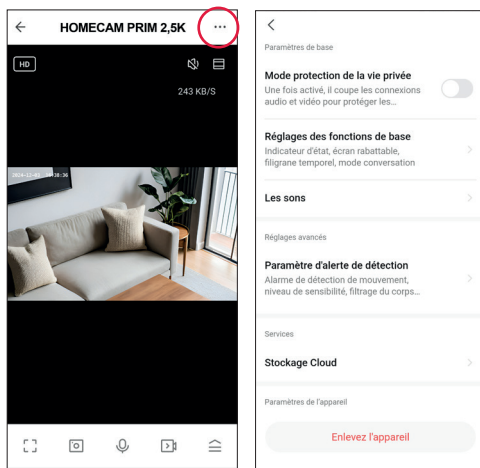 HOMECAM PRIM 2,5K
HD
243 KB/S
Paramètres de base
Mode protection de la vie privée
Une fois activé, il coupe les connexions
audio et vidéo pour protéger les...
Réglages des fonctions de base
Indicateur d'état, écran rabattable,
filigrane temporel, mode conversation
Les sons
Réglages avancés
Paramètre d'alerte de détection
Alarme de détection de mouvement,
niveau de sensibilité, filtrage du corps...
Services
Stockage Cloud
Paramètres de l'appareil
Enlevez l'appareil